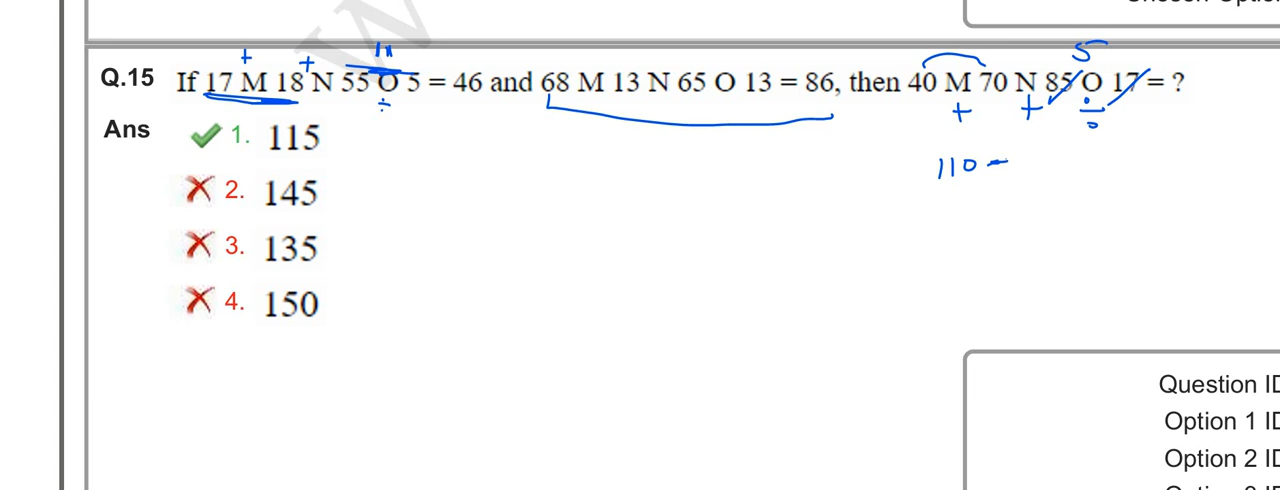 Q.15 If 17 M 18 N 55 O 5 = 46 and 68 M 13 N 65 O 13 = 86, then 40 M 70 N 85 O 17 = ?
+ + 11 ÷ + + 5 ÷
110 -
Ans 1. 115
2. 145
3. 135
4. 150
Question ID
Option 1 ID
Option 2 ID